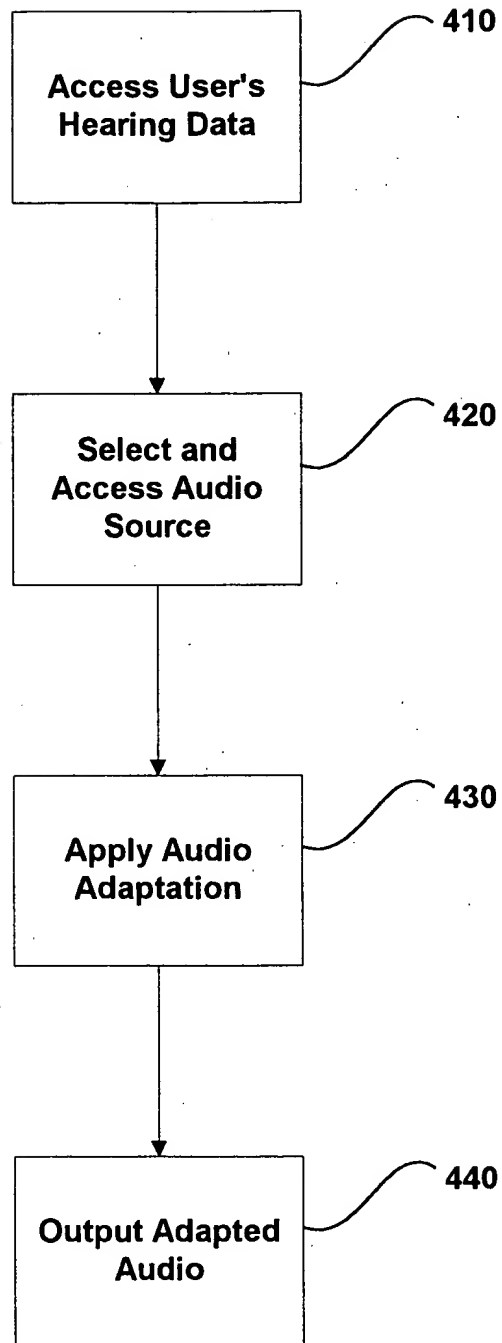 410
Access User's
Hearing Data
420
Select and
Access Audio
Source
430
Apply Audio
Adaptation
440
Output Adapted
Audio